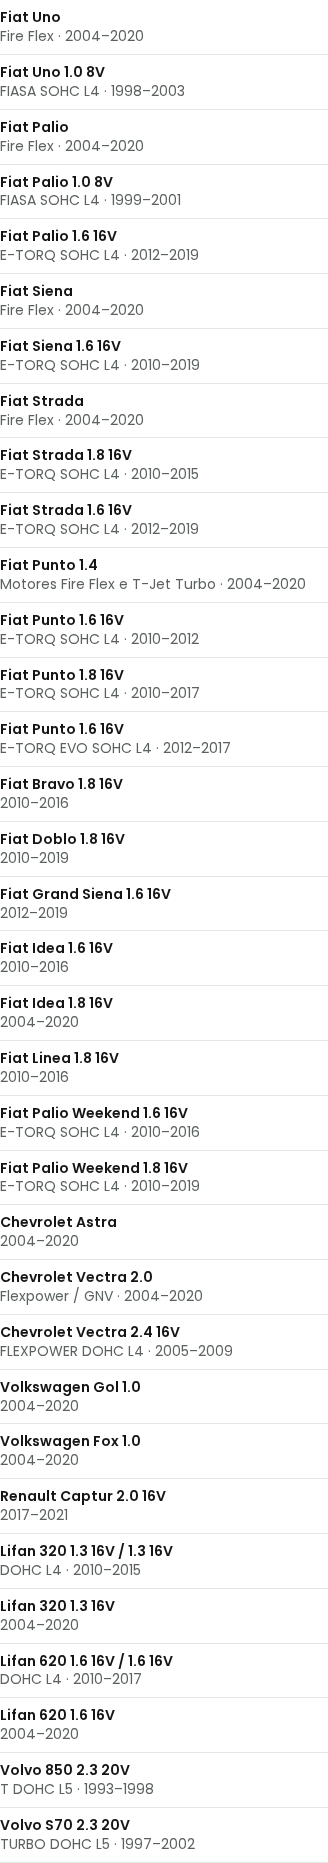 Fiat Uno
Fire Flex · 2004–2020
Fiat Uno 1.0 8V
FIASA SOHC L4 · 1998–2003
Fiat Palio
Fire Flex · 2004–2020
Fiat Palio 1.0 8V
FIASA SOHC L4 · 1999–2001
Fiat Palio 1.6 16V
E-TORQ SOHC L4 · 2012–2019
Fiat Siena
Fire Flex · 2004–2020
Fiat Siena 1.6 16V
E-TORQ SOHC L4 · 2010–2019
Fiat Strada
Fire Flex · 2004–2020
Fiat Strada 1.8 16V
E-TORQ SOHC L4 · 2010–2015
Fiat Strada 1.6 16V
E-TORQ SOHC L4 · 2012–2019
Fiat Punto 1.4
Motores Fire Flex e T-Jet Turbo · 2004–2020
Fiat Punto 1.6 16V
E-TORQ SOHC L4 · 2010–2012
Fiat Punto 1.8 16V
E-TORQ SOHC L4 · 2010–2017
Fiat Punto 1.6 16V
E-TORQ EVO SOHC L4 · 2012–2017
Fiat Bravo 1.8 16V
2010–2016
Fiat Doblo 1.8 16V
2010–2019
Fiat Grand Siena 1.6 16V
2012–2019
Fiat Idea 1.6 16V
2010–2016
Fiat Idea 1.8 16V
2004–2020
Fiat Linea 1.8 16V
2010–2016
Fiat Palio Weekend 1.6 16V
E-TORQ SOHC L4 · 2010–2016
Fiat Palio Weekend 1.8 16V
E-TORQ SOHC L4 · 2010–2019
Chevrolet Astra
2004–2020
Chevrolet Vectra 2.0
Flexpower / GNV · 2004–2020
Chevrolet Vectra 2.4 16V
FLEXPOWER DOHC L4 · 2005–2009
Volkswagen Gol 1.0
2004–2020
Volkswagen Fox 1.0
2004–2020
Renault Captur 2.0 16V
2017–2021
Lifan 320 1.3 16V / 1.3 16V
DOHC L4 · 2010–2015
Lifan 320 1.3 16V
2004–2020
Lifan 620 1.6 16V / 1.6 16V
DOHC L4 · 2010–2017
Lifan 620 1.6 16V
2004–2020
Volvo 850 2.3 20V
T DOHC L5 · 1993–1998
Volvo S70 2.3 20V
TURBO DOHC L5 · 1997–2002